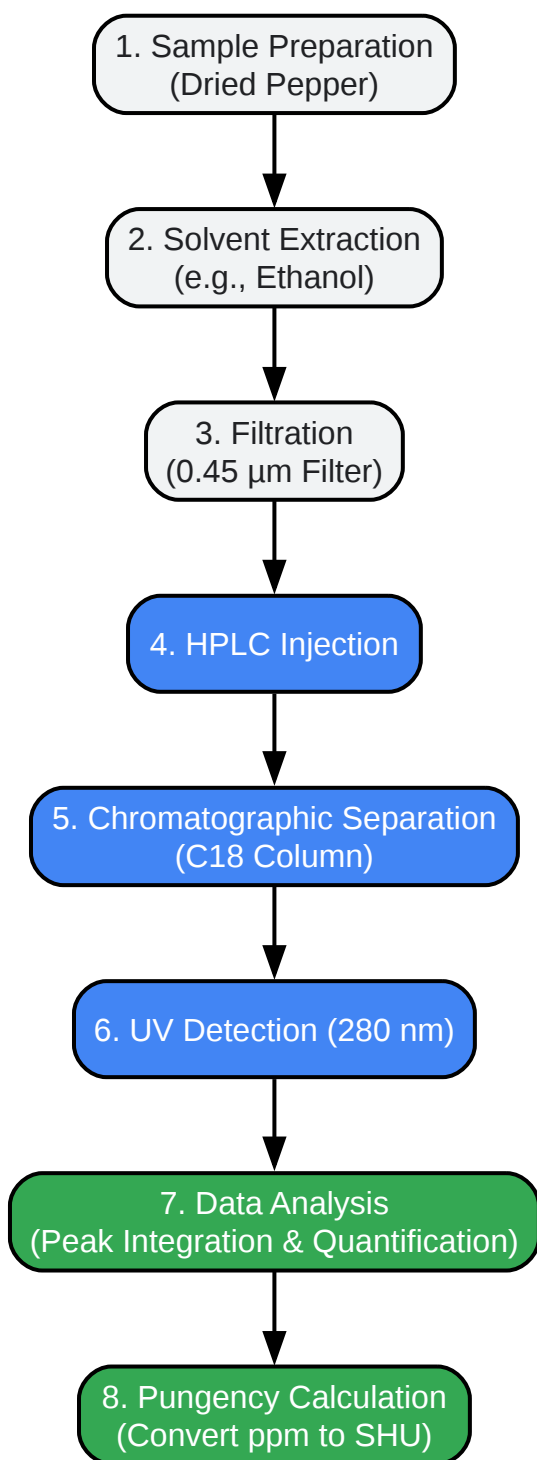 1. Sample Preparation
(Dried Pepper)
2. Solvent Extraction
(e.g., Ethanol)
3. Filtration
(0.45 µm Filter)
4. HPLC Injection
5. Chromatographic Separation
(C18 Column)
6. UV Detection (280 nm)
7. Data Analysis
(Peak Integration & Quantification)
8. Pungency Calculation
(Convert ppm to SHU)